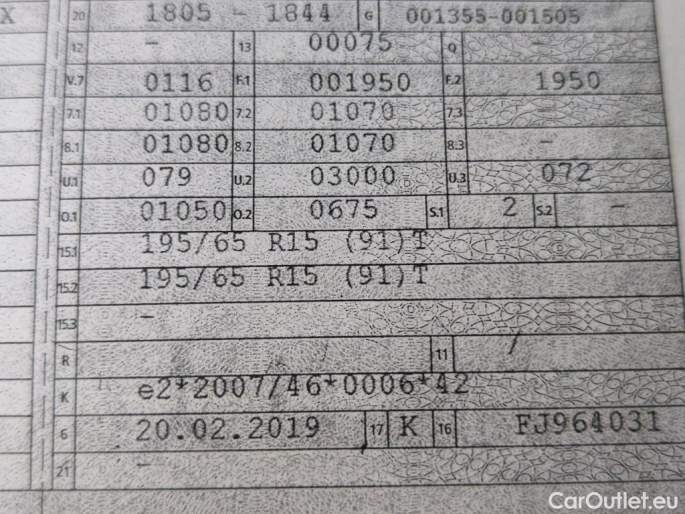 X 20 1805 - 1844 G 001355-001505
12 - 13 00075 Q -
V.7 0116 F.1 001950 F.2 1950
7.1 01080 7.2 01070 7.3 -
8.1 01080 8.2 01070 8.3 -
U.1 079 U.2 03000 U.3 072
O.1 01050 O.2 0675 S.1 2 S.2 -
15.1 195/65 R15 (91)T
15.2 195/65 R15 (91)T
15.3 -
R 11 /
K e2*2007/46*0006*42
6 20.02.2019 17 K 16 FJ964031
21 -
CarOutlet.eu